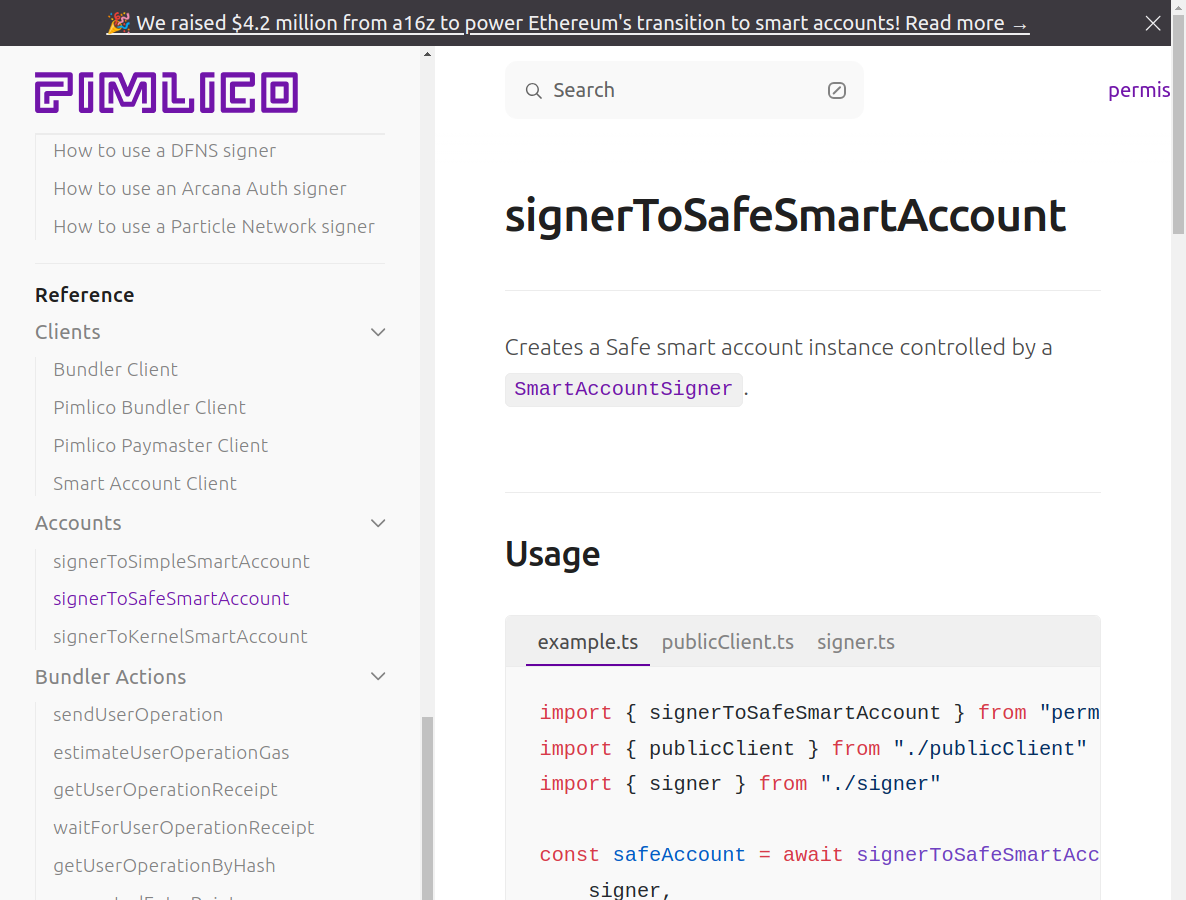 🎉 We raised $4.2 million from a16z to power Ethereum's transition to smart accounts! Read more →
PIMLICO
How to use a DFNS signer
How to use an Arcana Auth signer
How to use a Particle Network signer
Reference
Clients
Bundler Client
Pimlico Bundler Client
Pimlico Paymaster Client
Smart Account Client
Accounts
signerToSimpleSmartAccount
signerToSafeSmartAccount
signerToKernelSmartAccount
Bundler Actions
sendUserOperation
estimateUserOperationGas
getUserOperationReceipt
waitForUserOperationReceipt
getUserOperationByHash
Search
permis
signerToSafeSmartAccount
Creates a Safe smart account instance controlled by a
SmartAccountSigner.
Usage
example.ts publicClient.ts signer.ts
import { signerToSafeSmartAccount } from "perm
import { publicClient } from "./publicClient"
import { signer } from "./signer"
const safeAccount = await signerToSafeSmartAcc
signer,